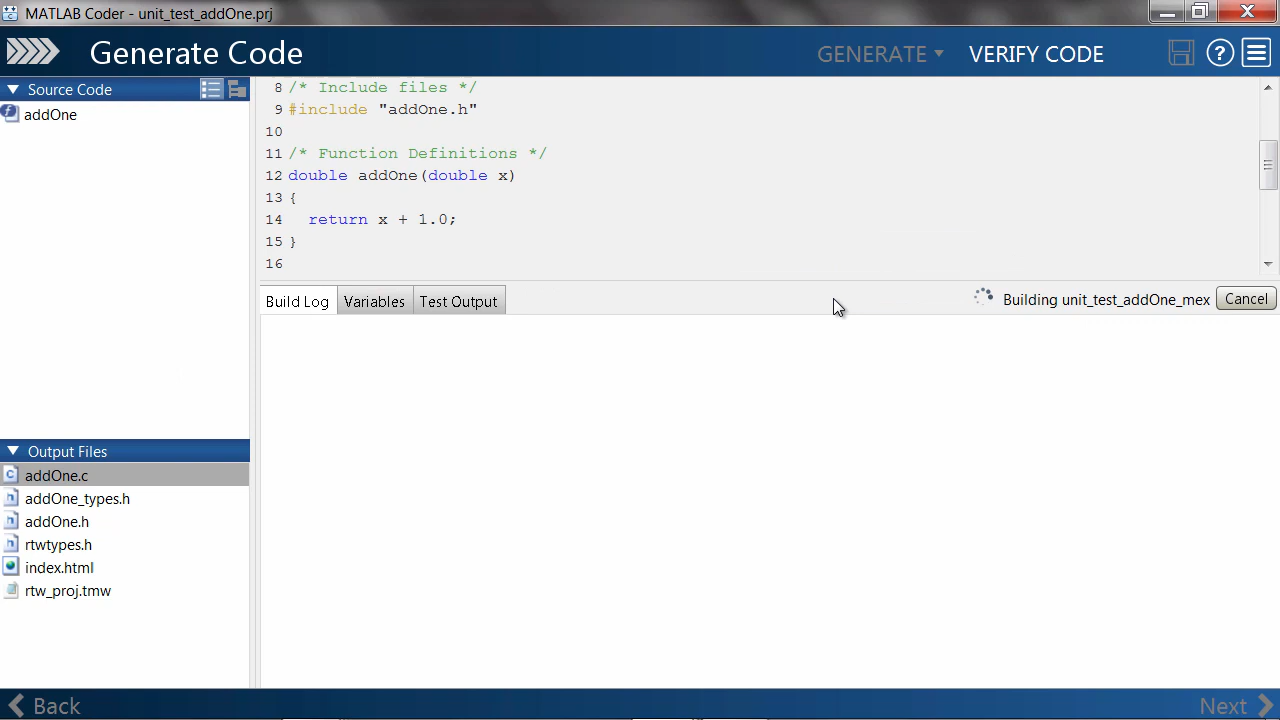 MATLAB Coder - unit_test_addOne.prj
Generate Code
GENERATE
VERIFY CODE
?
Source Code
addOne
8 /* Include files */
9 #include "addOne.h"
10
11 /* Function Definitions */
12 double addOne(double x)
13 {
14   return x + 1.0;
15 }
16
Build Log
Variables
Test Output
Building unit_test_addOne_mex
Cancel
Output Files
addOne.c
addOne_types.h
addOne.h
rtwtypes.h
index.html
rtw_proj.tmw
Back
Next